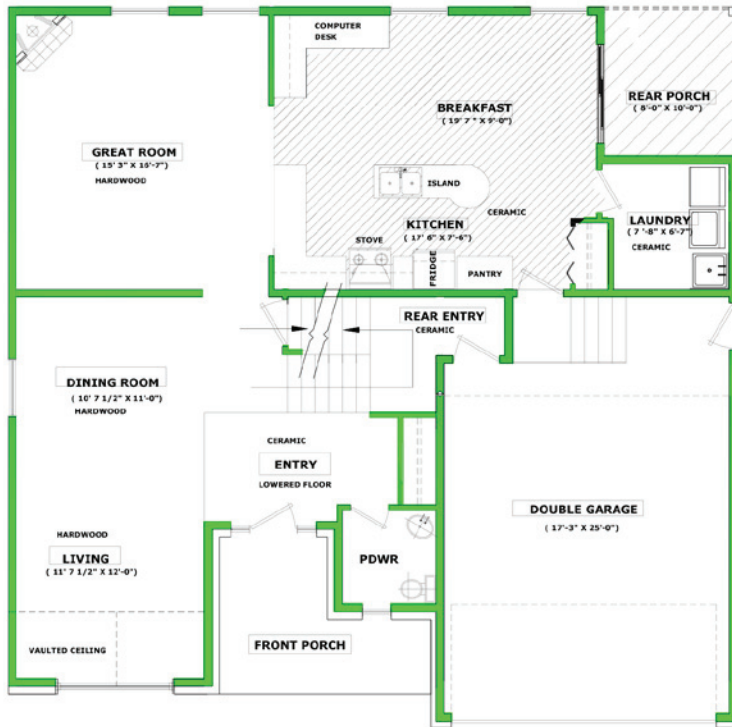 COMPUTER
DESK
BREAKFAST
( 19' 7 " X 9'-0")
REAR PORCH
( 8'-0" X 10'-0")
GREAT ROOM
( 15' 3" X 16'-7")
HARDWOOD
ISLAND
KITCHEN
( 17' 6" X 7'-6")
CERAMIC
LAUNDRY
( 7 '-8" X 6'-7")
CERAMIC
STOVE
FRIDGE
PANTRY
REAR ENTRY
CERAMIC
DINING ROOM
( 10' 7 1/2" X 11'-0")
HARDWOOD
CERAMIC
ENTRY
LOWERED FLOOR
DOUBLE GARAGE
( 17'-3" X 25'-0")
HARDWOOD
LIVING
( 11' 7 1/2" X 12'-0")
PDWR
FRONT PORCH
VAULTED CEILING